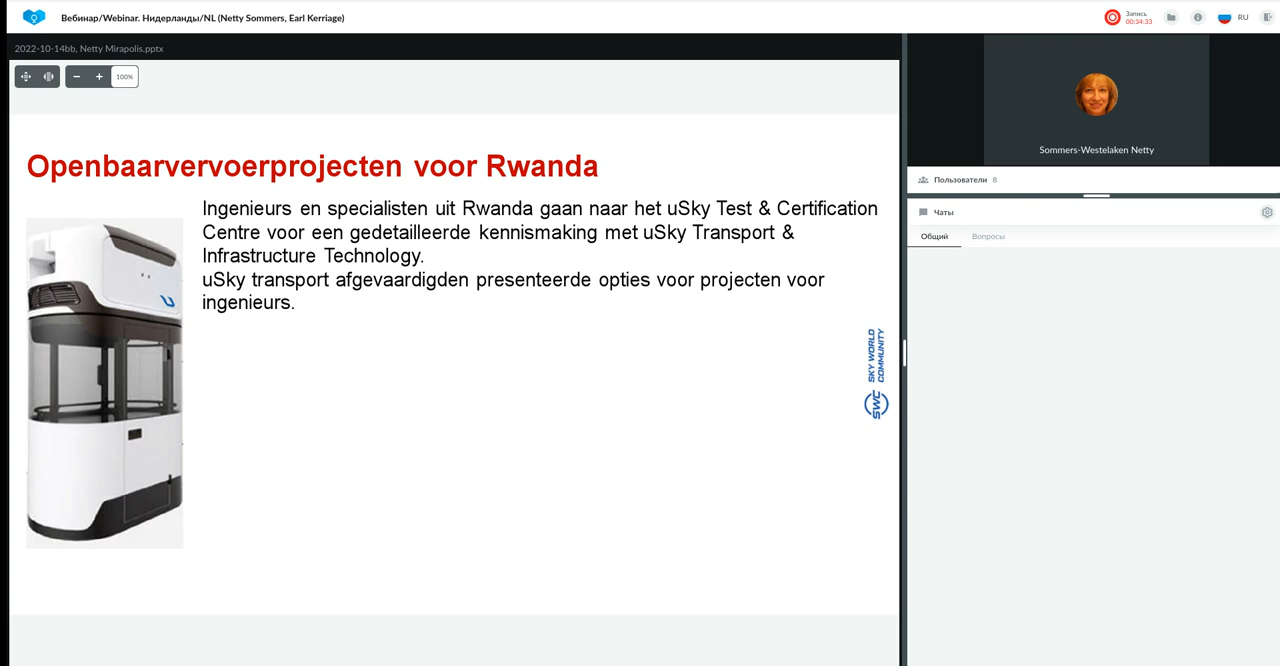 Вебинар/Webinar. Нидерланды/NL (Netty Sommers, Earl Kerriage)
Запись
00:34:33
RU
2022-10-14bb, Netty Mirapolis.pptx
100%
Openbaarvervoerprojecten voor Rwanda
Ingenieurs en specialisten uit Rwanda gaan naar het uSky Test & Certification
Centre voor een gedetailleerde kennismaking met uSky Transport &
Infrastructure Technology.
uSky transport afgevaardigden presenteerde opties voor projecten voor
ingenieurs.
SWC SKY WORLD
COMMUNITY
Sommers-Westelaken Netty
Пользователи 8
Чаты
Общий
Вопросы